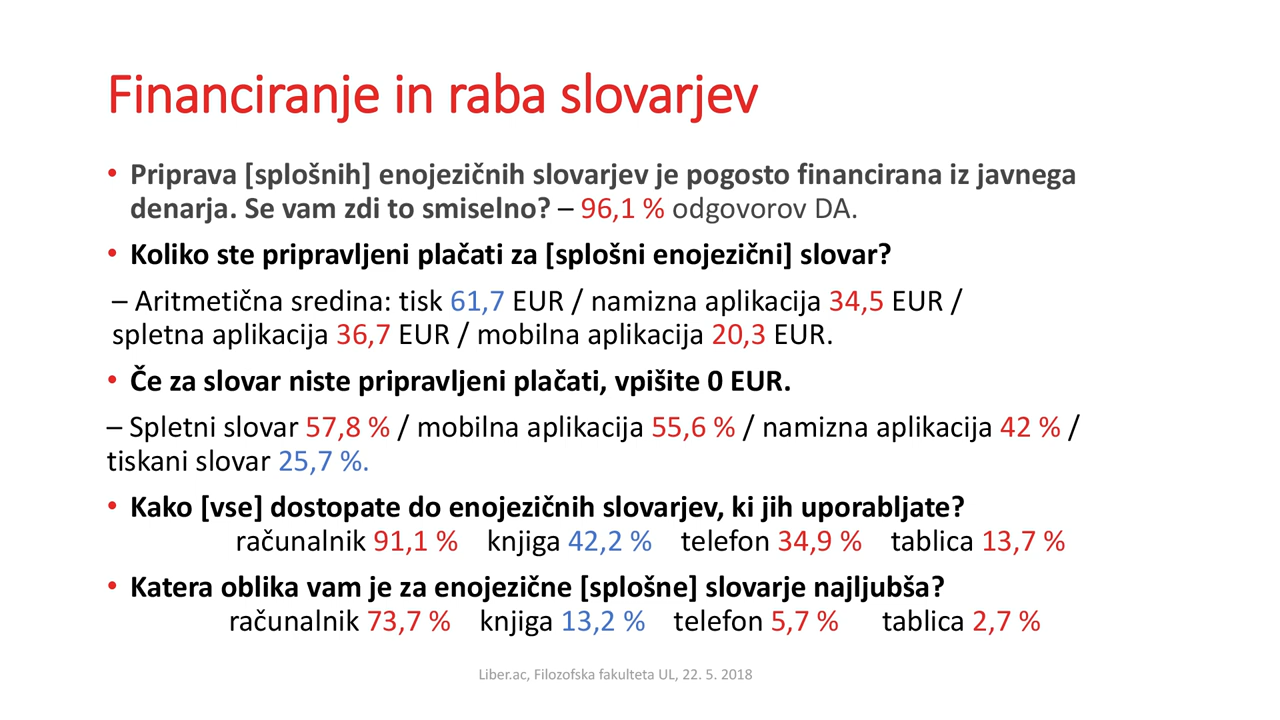 Financiranje in raba slovarjev
• Priprava [splošnih] enojezičnih slovarjev je pogosto financirana iz javnega
denarja. Se vam zdi to smiselno? – 96,1 % odgovorov DA.
• Koliko ste pripravljeni plačati za [splošni enojezični] slovar?
– Aritmetična sredina: tisk 61,7 EUR / namizna aplikacija 34,5 EUR /
spletna aplikacija 36,7 EUR / mobilna aplikacija 20,3 EUR.
• Če za slovar niste pripravljeni plačati, vpišite 0 EUR.
– Spletni slovar 57,8 % / mobilna aplikacija 55,6 % / namizna aplikacija 42 % /
tiskani slovar 25,7 %.
• Kako [vse] dostopate do enojezičnih slovarjev, ki jih uporabljate?
računalnik 91,1 % knjiga 42,2 % telefon 34,9 % tablica 13,7 %
• Katera oblika vam je za enojezične [splošne] slovarje najljubša?
računalnik 73,7 % knjiga 13,2 % telefon 5,7 % tablica 2,7 %
Liber.ac, Filozofska fakulteta UL, 22. 5. 2018